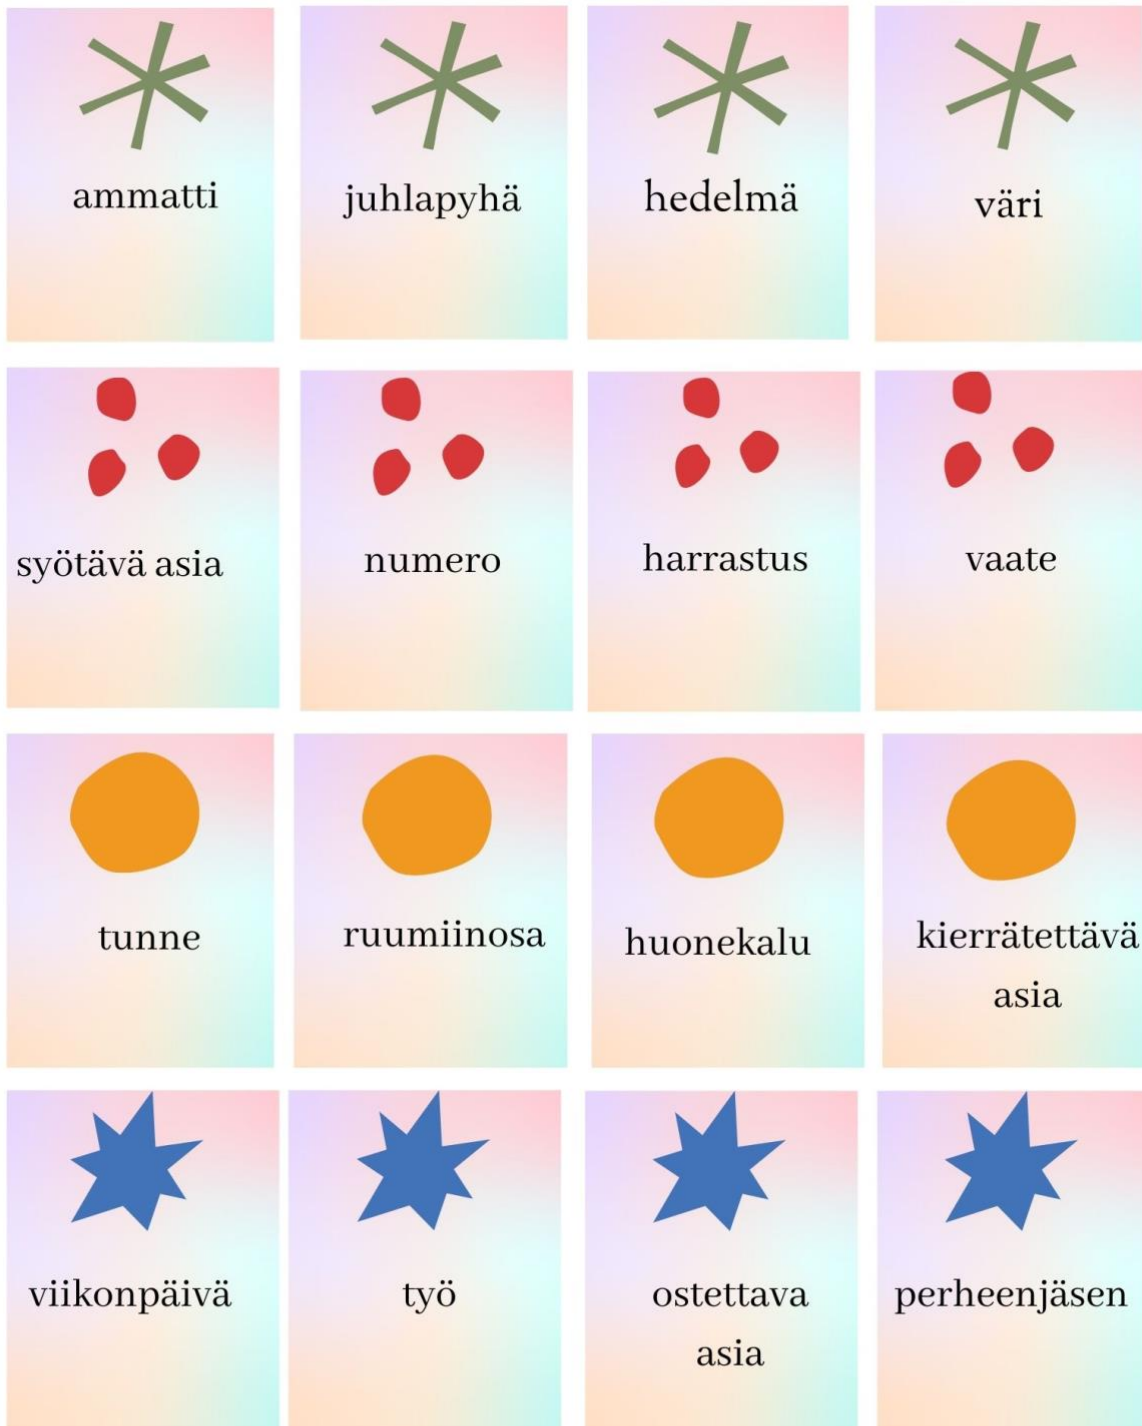 ammatti
juhlapyhä
hedelmä
väri
syötävä asia
numero
harrastus
vaate
tunne
ruumiinosa
huonekalu
kierrätettävä
asia
viikonpäivä
työ
ostettava
asia
perheenjäsen